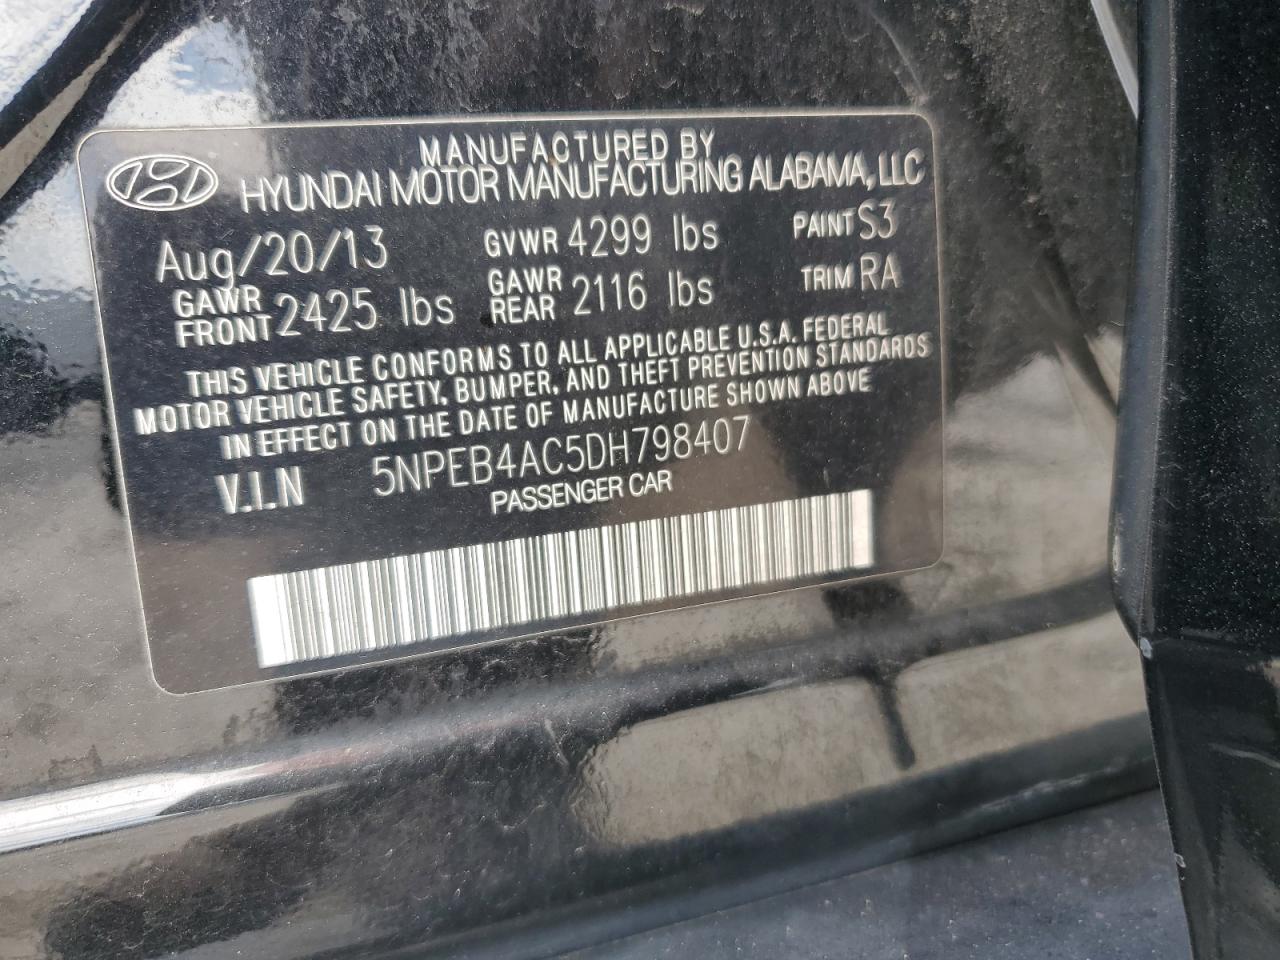 MANUFACTURED BY
HYUNDAI MOTOR MANUFACTURING ALABAMA, LLC
Aug/20/13 GVWR 4299 lbs PAINT S3
GAWR FRONT 2425 lbs GAWR REAR 2116 lbs TRIM RA
THIS VEHICLE CONFORMS TO ALL APPLICABLE U.S.A. FEDERAL
MOTOR VEHICLE SAFETY, BUMPER, AND THEFT PREVENTION STANDARDS
IN EFFECT ON THE DATE OF MANUFACTURE SHOWN ABOVE
V.I.N 5NPEB4AC5DH798407
PASSENGER CAR